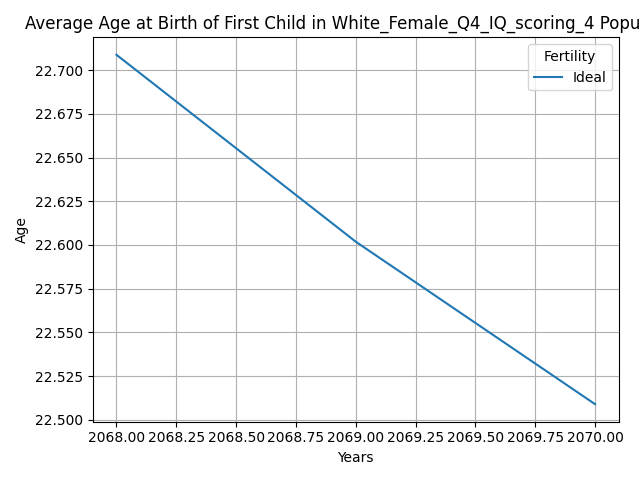 Average Age at Birth of First Child in White_Female_Q4_IQ_scoring_4 Popu
Fertility
Ideal
22.700
22.675
22.650
22.625
22.600
22.575
22.550
22.525
22.500
Age
2068.00 2068.25 2068.50 2068.75 2069.00 2069.25 2069.50 2069.75 2070.00
Years